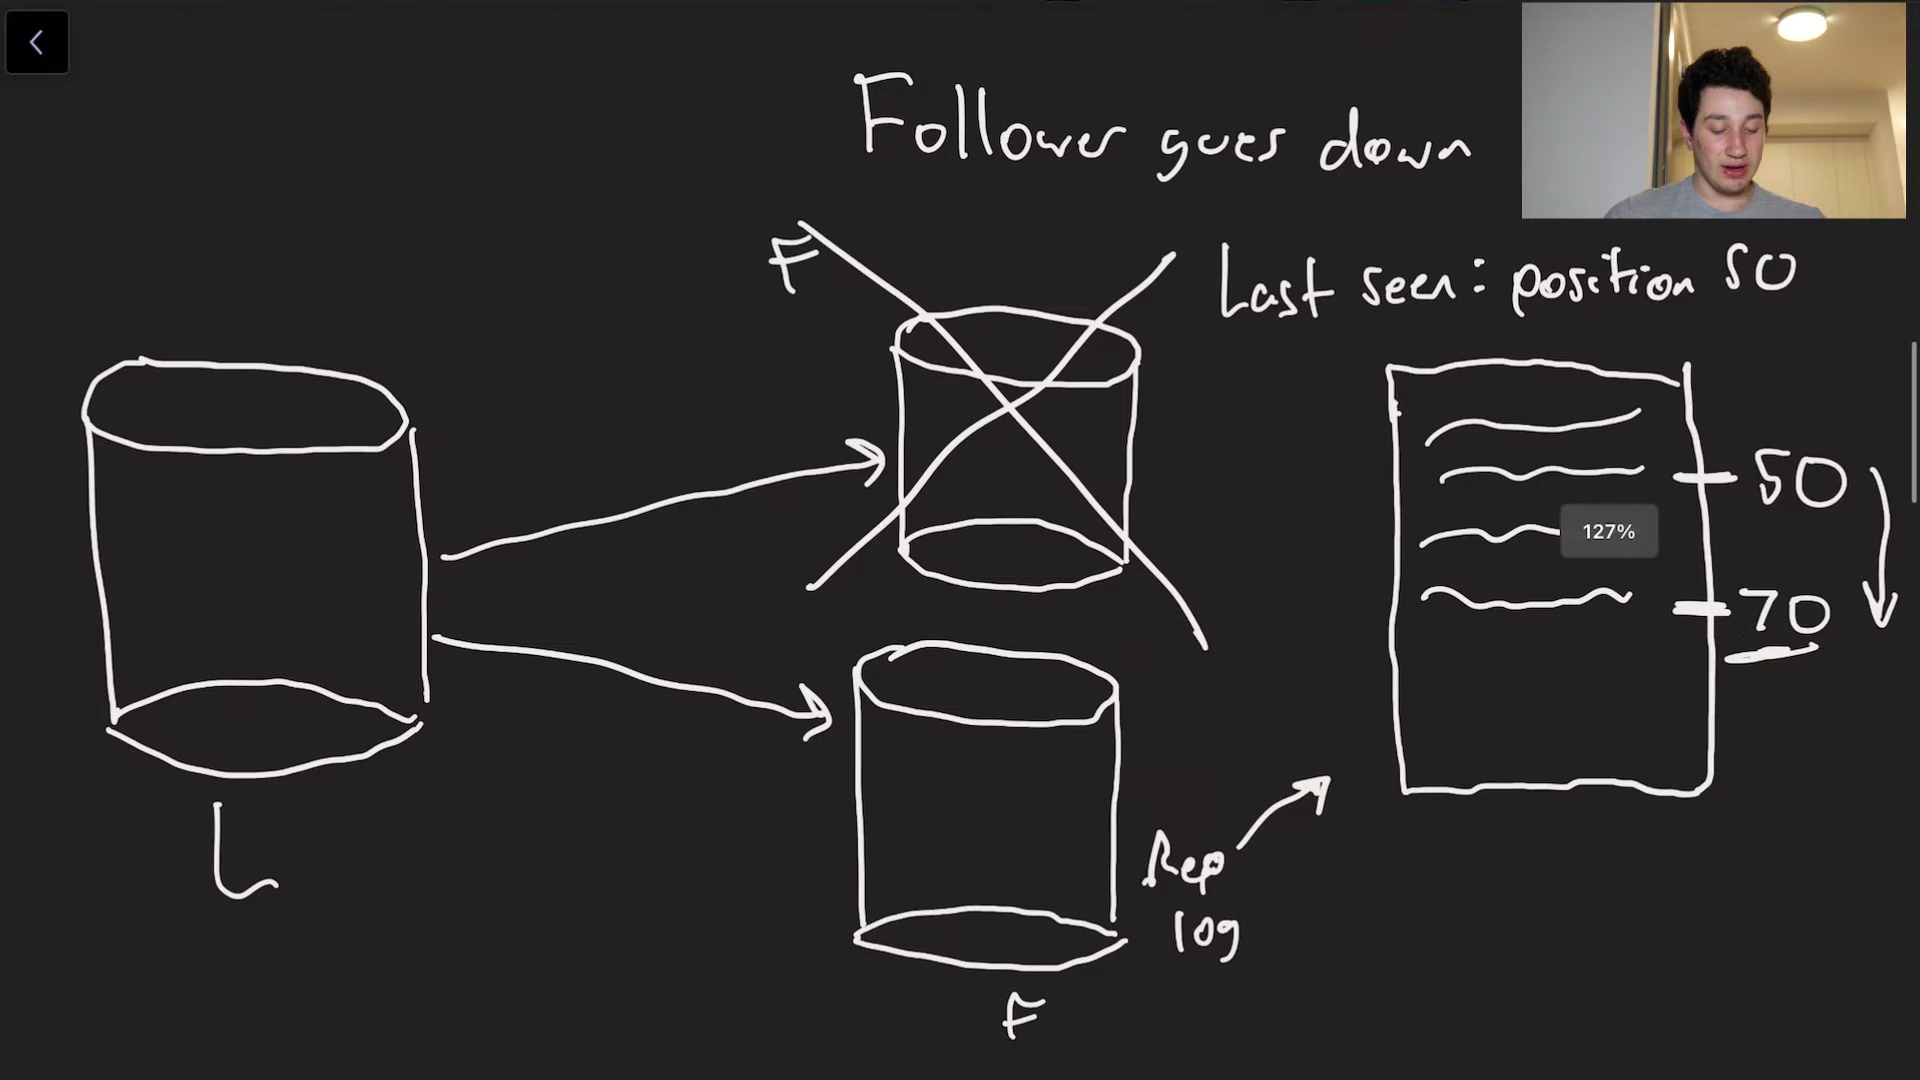 Follower goes down
F
Last seen: position 50
50
127%
70
L
Rep
log
F